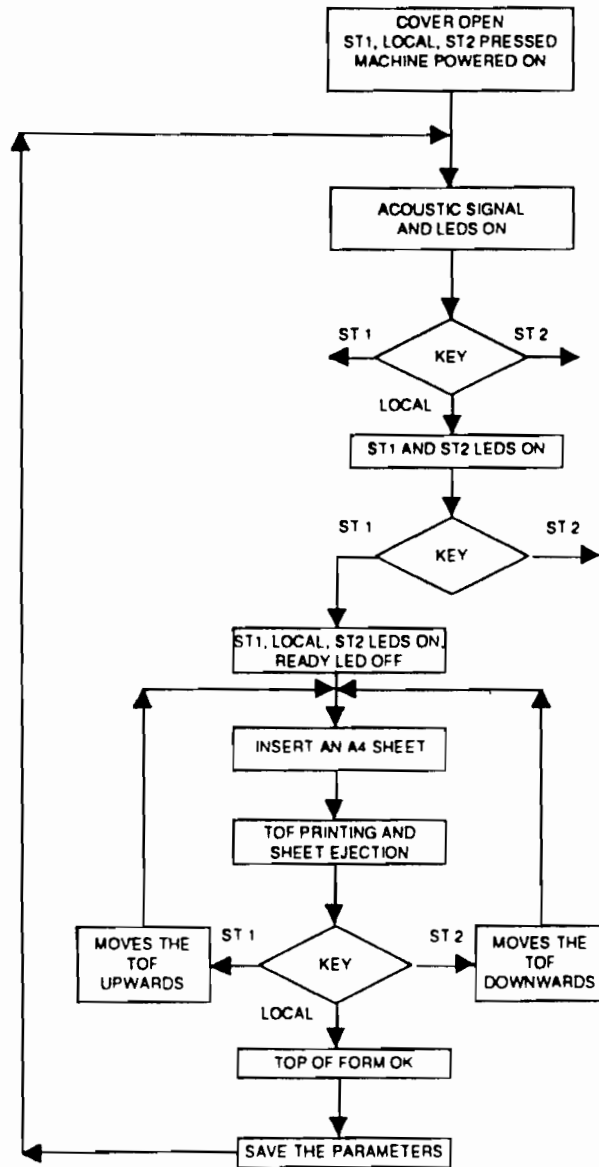 COVER OPEN
ST1, LOCAL, ST2 PRESSED
MACHINE POWERED ON
ACOUSTIC SIGNAL
AND LEDS ON
ST 1
KEY
ST 2
LOCAL
ST1 AND ST2 LEDS ON
ST 1
KEY
ST 2
ST1, LOCAL, ST2 LEDS ON,
READY LED OFF
INSERT AN A4 SHEET
TOF PRINTING AND
SHEET EJECTION
MOVES THE
TOF
UPWARDS
ST 1
KEY
ST 2
MOVES THE
TOF
DOWNWARDS
LOCAL
TOP OF FORM OK
SAVE THE PARAMETERS